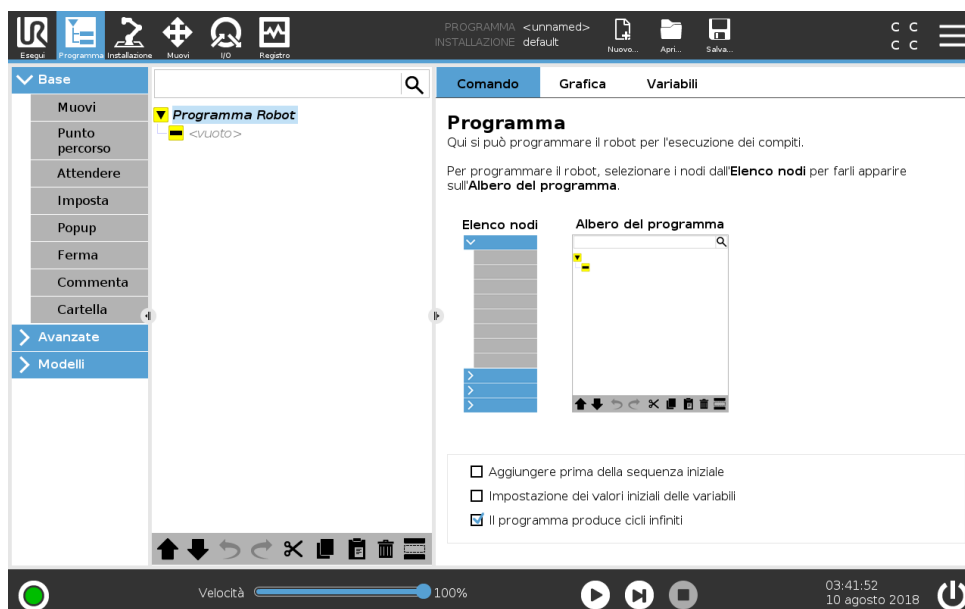 PROGRAMMA <unnamed>
INSTALLAZIONE default
UR
Esegui
Programma
Installazione
Muovi
I/O
Registro
Nuovo...
Apri...
Salva...
C C
C C
Base
Muovi
Punto
percorso
Attendere
Imposta
Popup
Ferma
Commenta
Cartella
Avanzate
Modelli
Programma Robot
<vuoto>
Comando
Grafica
Variabili
Programma
Qui si può programmare il robot per l'esecuzione dei compiti.
Per programmare il robot, selezionare i nodi dall'Elenco nodi per farli apparire
sull'Albero del programma.
Elenco nodi
Albero del programma
Aggiungere prima della sequenza iniziale
Impostazione dei valori iniziali delle variabili
Il programma produce cicli infiniti
Velocità
100%
03:41:52
10 agosto 2018